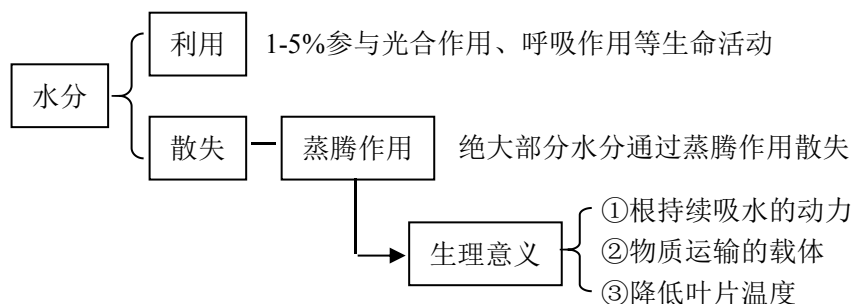 利用 1-5%参与光合作用、呼吸作用等生命活动
水分
散失 蒸腾作用 绝大部分水分通过蒸腾作用散失
①根持续吸水的动力
生理意义 ②物质运输的载体
③降低叶片温度